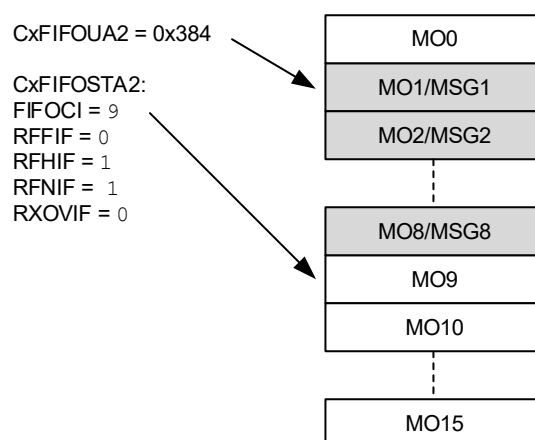 CxFIFOUA2 = 0x384
CxFIFOSTA2:
FIFOCI = 9
RFFIF = 0
RFHIF = 1
RFNIF = 1
RXOVIF = 0
MO0
MO1/MSG1
MO2/MSG2
MO8/MSG8
MO9
MO10
MO15